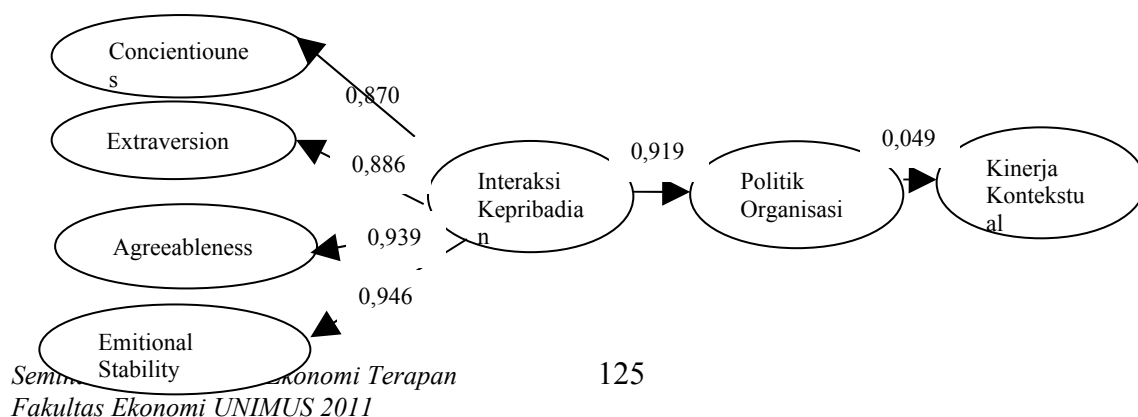 Concientioune
s
0,870
Extraversion
0,886
Interaksi
Kepribadia
n
0,919
Politik
Organisasi
0,049
Kinerja
Kontekstu
al
Agreeableness
0,939
0,946
Emitional
Stability
Ekonomi Terapan
125
Fakultas Ekonomi UNIMUS 2011